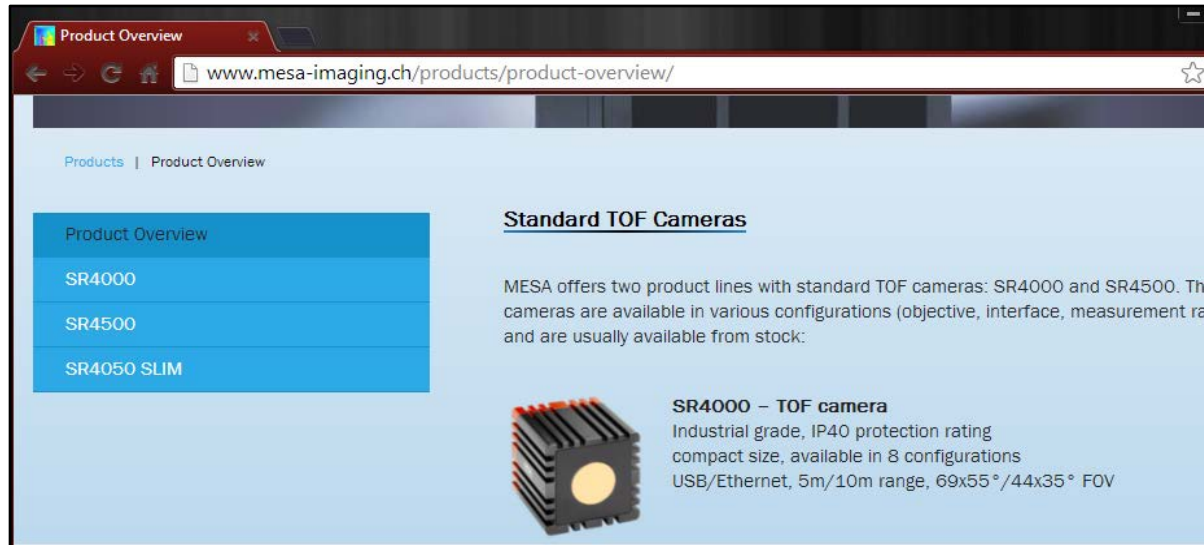 Product Overview
www.mesa-imaging.ch/products/product-overview/
Products | Product Overview
Product Overview
SR4000
SR4500
SR4050 SLIM
Standard TOF Cameras
MESA offers two product lines with standard TOF cameras: SR4000 and SR4500. Th
cameras are available in various configurations (objective, interface, measurement ra
and are usually available from stock:
SR4000 – TOF camera
Industrial grade, IP40 protection rating
compact size, available in 8 configurations
USB/Ethernet, 5m/10m range, 69x55°/44x35° FOV